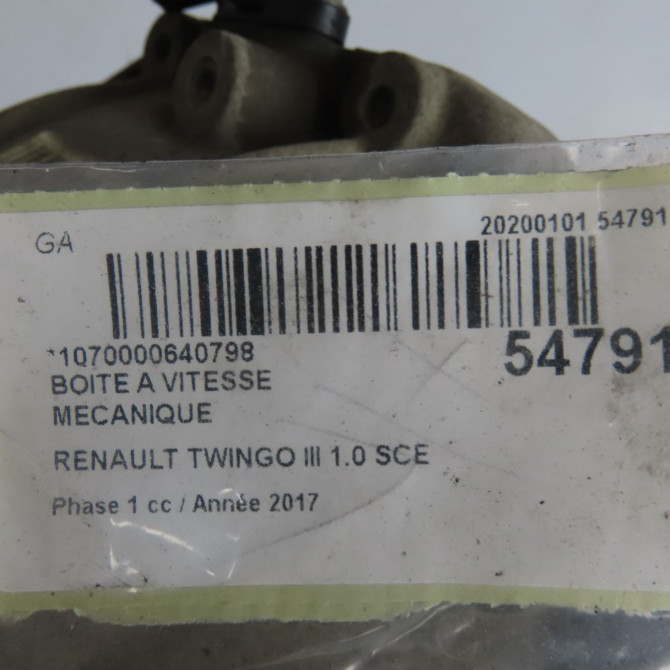 GA
20200101 54791
*1070000640798
54791
BOITE A VITESSE
MECANIQUE
RENAULT TWINGO III 1.0 SCE
Phase 1 cc / Année 2017